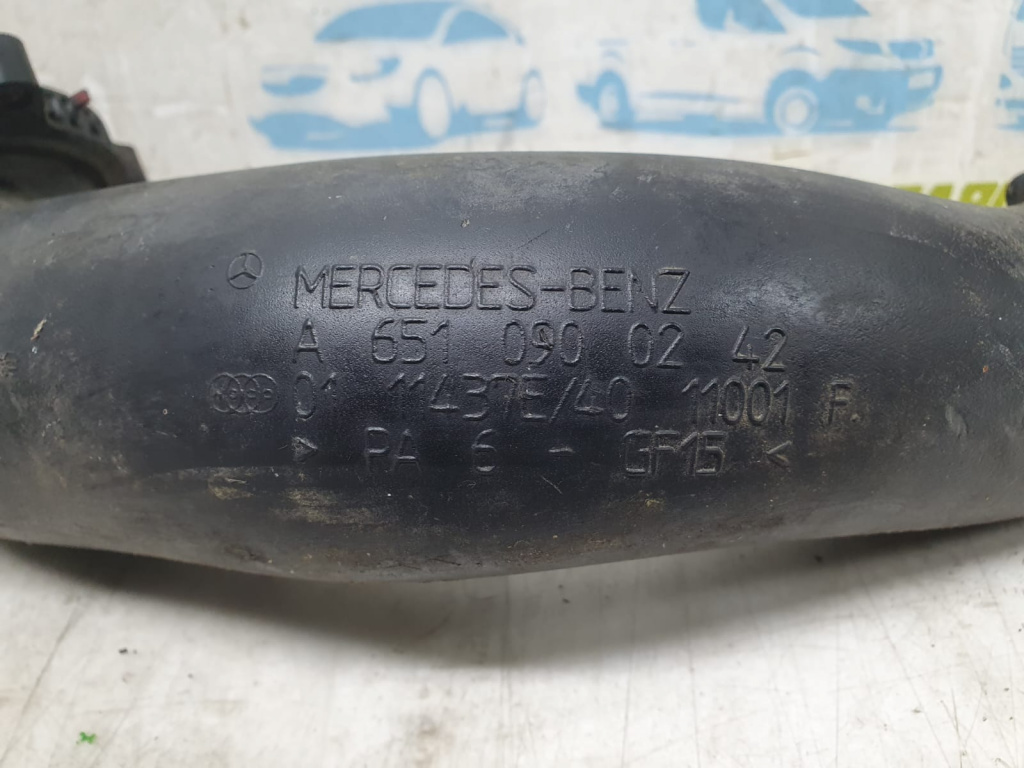 MERCEDES-BENZ
A 651 090 02 42
01 11437E/40 11001 F.
> PA 6 - GF15 <